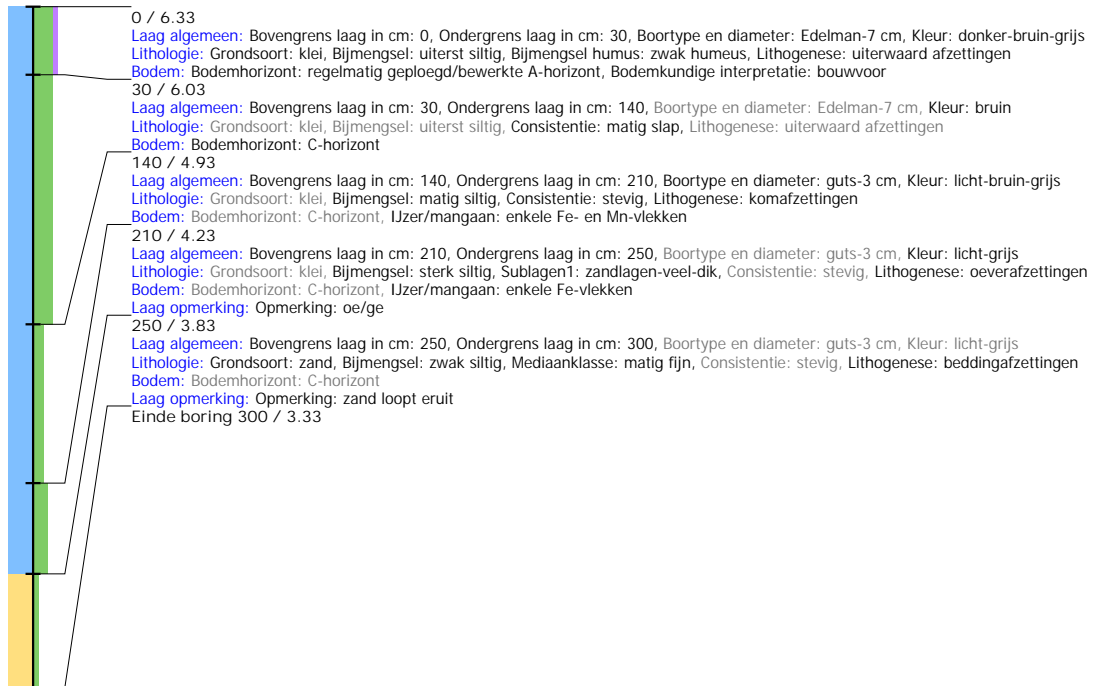 0 / 6.33
Laag algemeen: Bovengrens laag in cm: 0, Ondergrens laag in cm: 30, Boortype en diameter: Edelman-7 cm, Kleur: donker-bruin-grijs
Lithologie: Grondsoort: klei, Bijmengsel: uiterst siltig, Bijmengsel humus: zwak humeus, Lithogenese: uiterwaard afzettingen
Bodem: Bodemhorizont: regelmatig geploegd/bewerkte A-horizont, Bodemkundige interpretatie: bouwvoor
30 / 6.03
Laag algemeen: Bovengrens laag in cm: 30, Ondergrens laag in cm: 140, Boortype en diameter: Edelman-7 cm, Kleur: bruin
Lithologie: Grondsoort: klei, Bijmengsel: uiterst siltig, Consistentie: matig slap, Lithogenese: uiterwaard afzettingen
Bodem: Bodemhorizont: C-horizont
140 / 4.93
Laag algemeen: Bovengrens laag in cm: 140, Ondergrens laag in cm: 210, Boortype en diameter: guts-3 cm, Kleur: licht-bruin-grijs
Lithologie: Grondsoort: klei, Bijmengsel: matig siltig, Consistentie: stevig, Lithogenese: komafzettingen
Bodem: Bodemhorizont: C-horizont, IJzer/mangaan: enkele Fe- en Mn-vlekken
210 / 4.23
Laag algemeen: Bovengrens laag in cm: 210, Ondergrens laag in cm: 250, Boortype en diameter: guts-3 cm, Kleur: licht-grijs
Lithologie: Grondsoort: klei, Bijmengsel: sterk siltig, Sublagen1: zandlagen-veel-dik, Consistentie: stevig, Lithogenese: oeverafzettingen
Bodem: Bodemhorizont: C-horizont, IJzer/mangaan: enkele Fe-vlekken
Laag opmerking: Opmerking: oe/ge
250 / 3.83
Laag algemeen: Bovengrens laag in cm: 250, Ondergrens laag in cm: 300, Boortype en diameter: guts-3 cm, Kleur: licht-grijs
Lithologie: Grondsoort: zand, Bijmengsel: zwak siltig, Mediaanklasse: matig fijn, Consistentie: stevig, Lithogenese: beddingafzettingen
Bodem: Bodemhorizont: C-horizont
Laag opmerking: Opmerking: zand loopt eruit
Einde boring 300 / 3.33